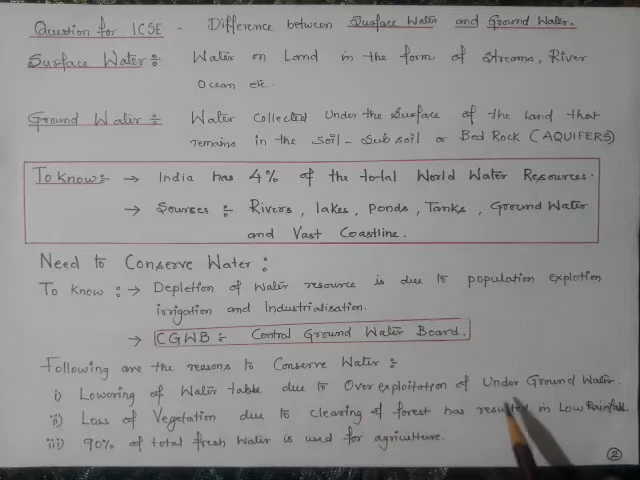 Question for ICSE - Difference between Surface Water and Ground Water.
Surface Water :- Water on Land in the form of Streams, River
Ocean etc.
Ground Water :- Water collected Under the Surface of the land that
remains in the Soil - Sub soil or Bed Rock (AQUIFERS)
To know :- → India has 4% of the total World Water Resources.
→ Sourses :- Rivers, lakes, Ponds, Tanks, Ground Water
and Vast Coastline.
Need to Conserve Water :
To know :- → Depletion of Water resource is due to population explotion
irrigation and Industrialisation.
→ CGWB :- Central Ground Water Board.
Following are the reasons to Conserve Water :-
i) Lowering of Water table due to Over exploitation of Under Ground Water.
ii) Loss of Vegetation due to clearing of forest has resulted in Low Rainfall.
iii) 90% of total fresh Water is used for agriculture.
2